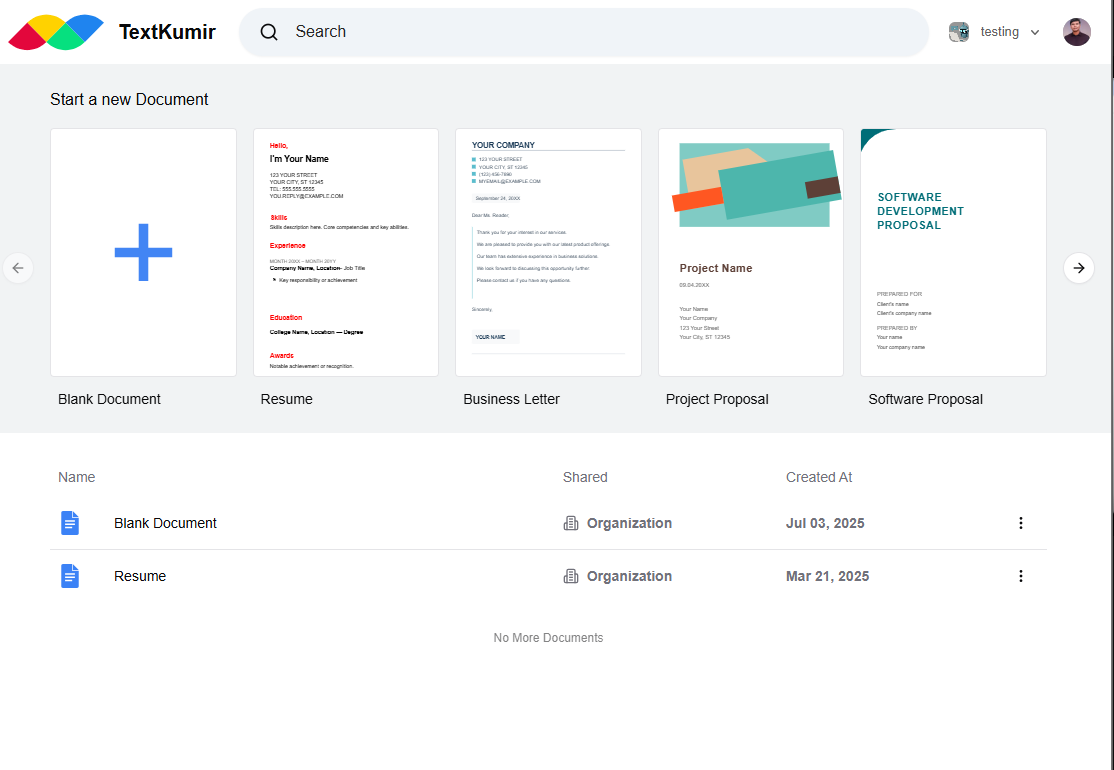 TextKumir
Search
testing
Start a new Document
Hello,
I'm Your Name
123 YOUR STREET
YOUR CITY, ST 12345
TEL: 555.555.5555
YOU.REPLY@EXAMPLE.COM
Skills
Skills description here. Core competencies and key abilities.
Experience
MONTH 20XX – MONTH 20YY
Company Name, Location- Job Title
Key responsibility or achievement
Education
College Name, Location — Degree
Awards
Notable achievement or recognition.
YOUR COMPANY
123 YOUR STREET
YOUR CITY, ST 12345
(123) 456-7890
MYEMAIL@EXAMPLE.COM
September 24, 20XX
Dear Ms. Reader,
Thank you for your interest in our services.
We are pleased to provide you with our latest product offerings.
Our team has extensive experience in business solutions.
We look forward to discussing this opportunity further.
Please contact us if you have any questions.
Sincerely,
YOUR NAME
Project Name
09.04.20XX
Your Name
Your Company
123 Your Street
Your City, ST 12345
SOFTWARE
DEVELOPMENT
PROPOSAL
PREPARED FOR
Client's name
Client's company name
PREPARED BY
Your name
Your company name
Blank Document
Resume
Business Letter
Project Proposal
Software Proposal
Name Shared Created At
Blank Document Organization Jul 03, 2025
Resume Organization Mar 21, 2025
No More Documents